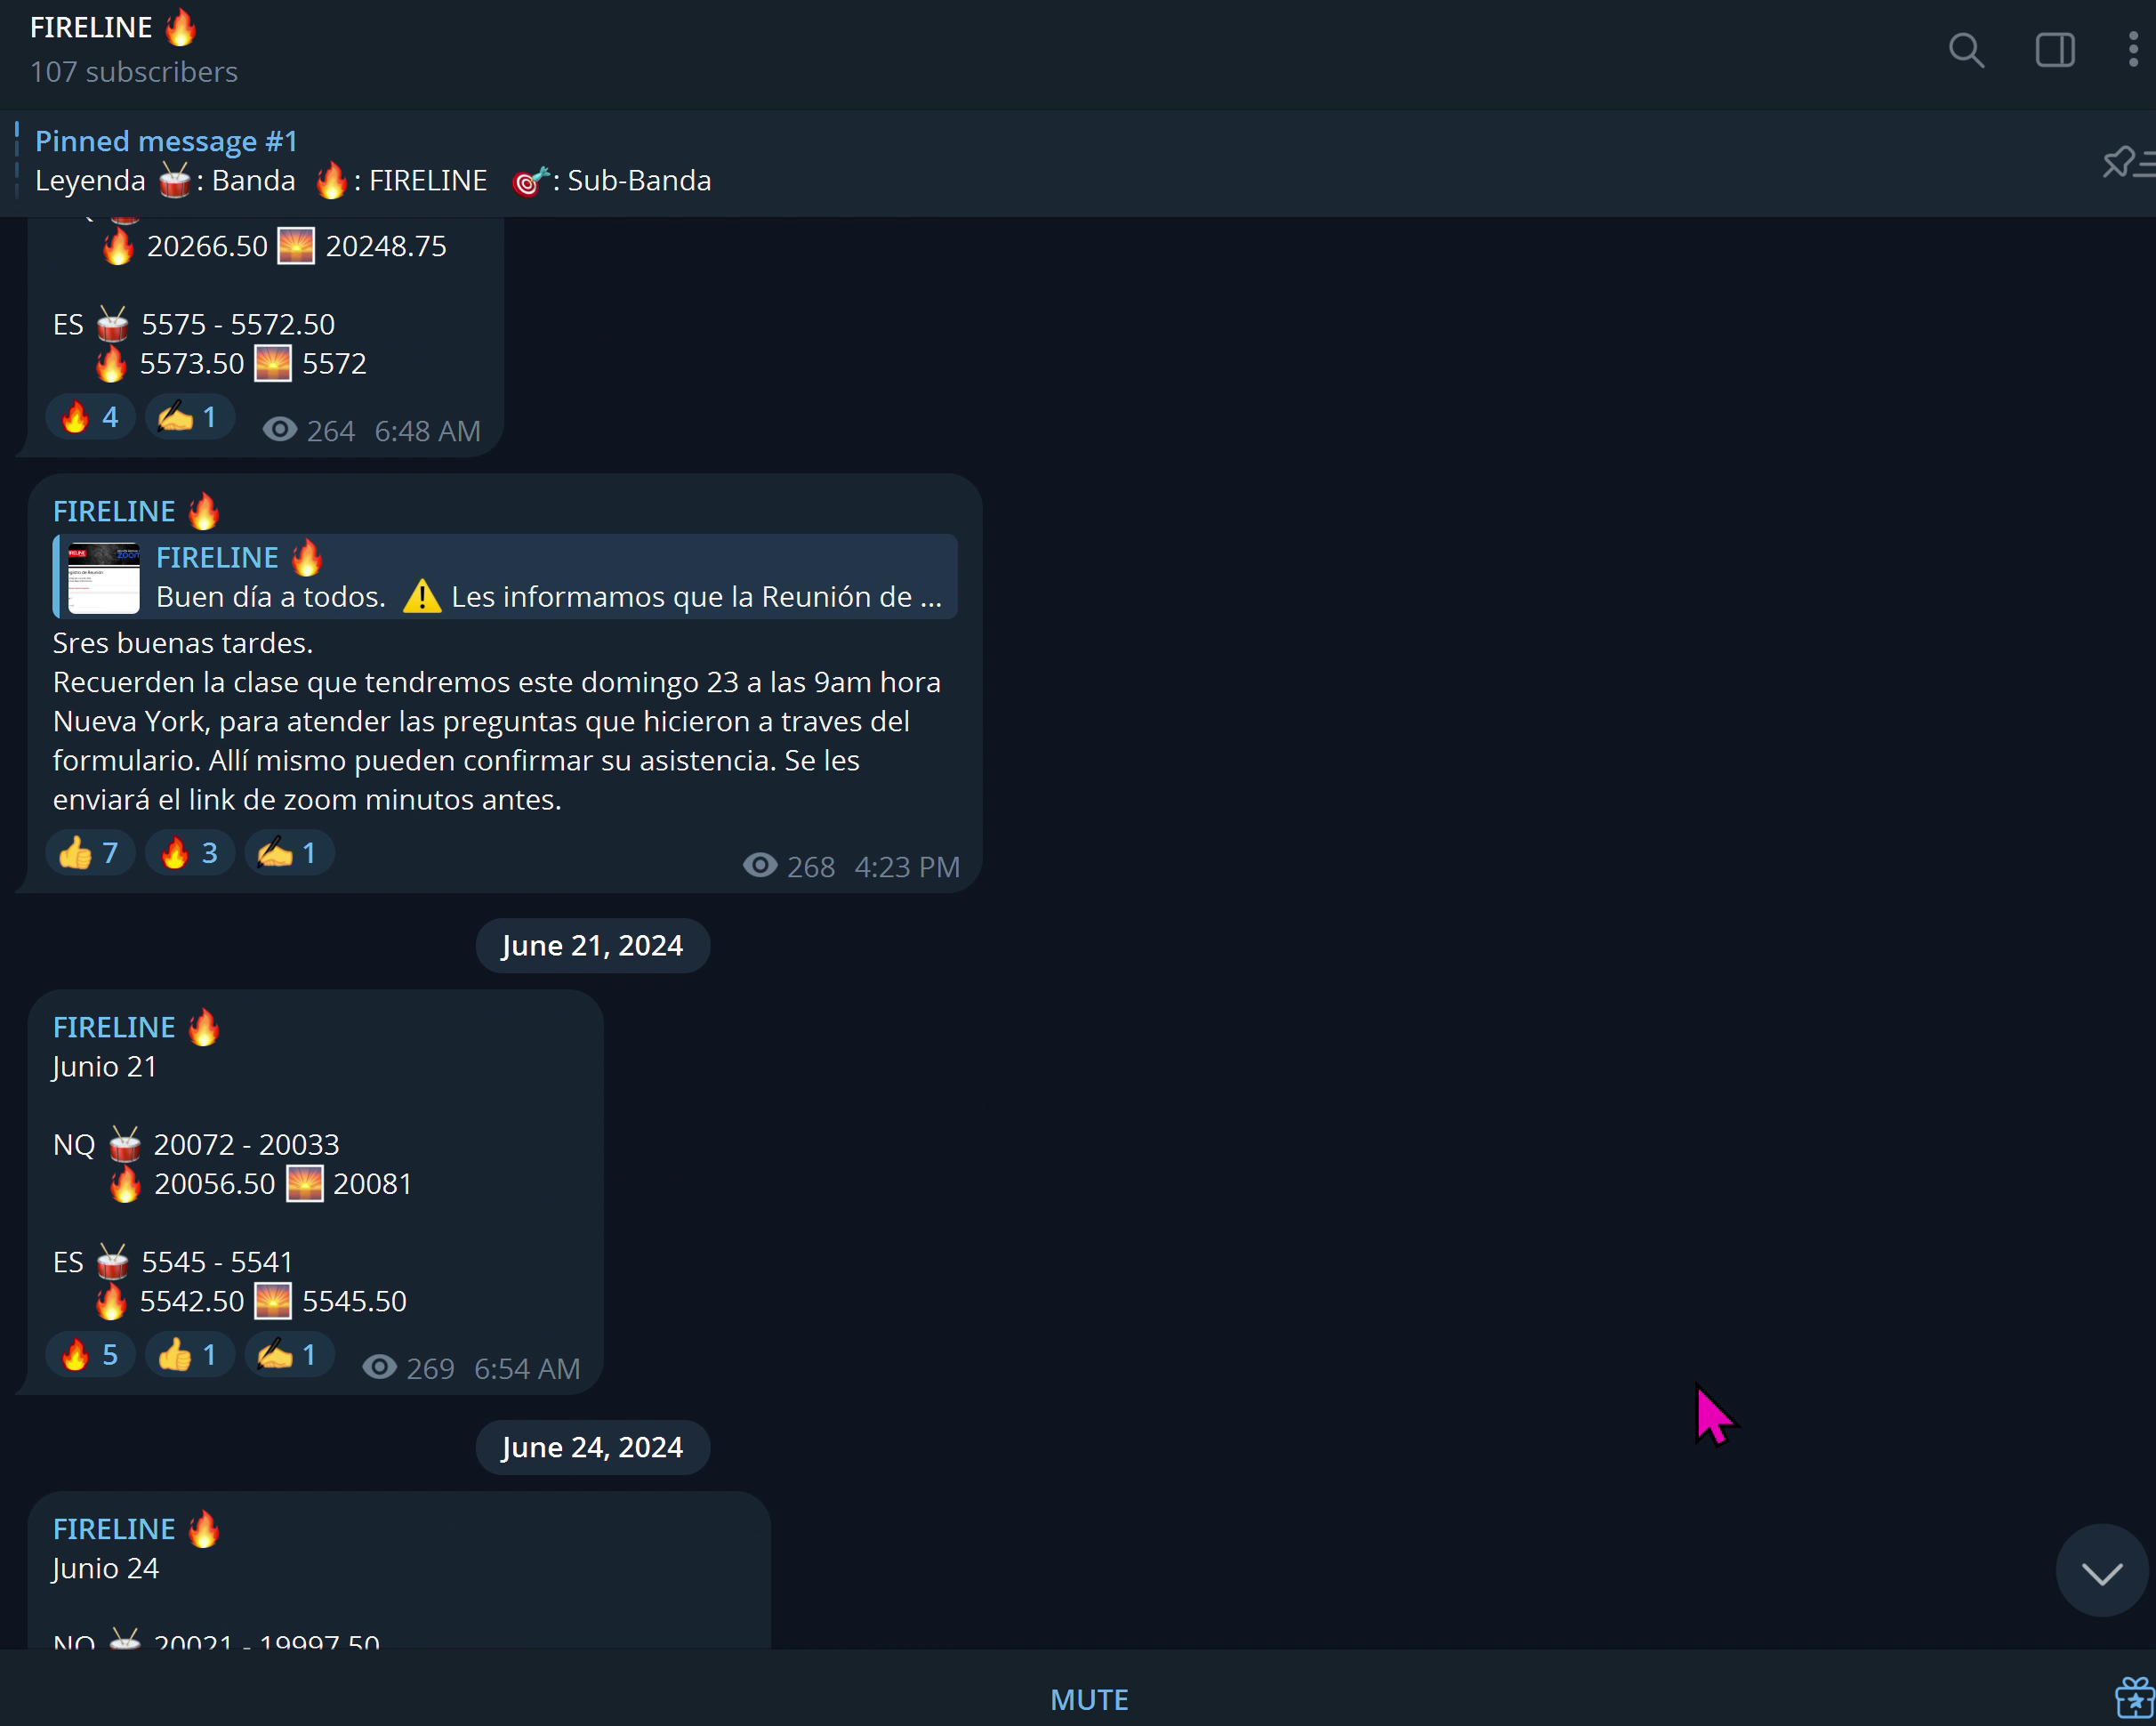 FIRELINE 🔥
107 subscribers
Pinned message #1
Leyenda 🥁: Banda 🔥: FIRELINE 🎯: Sub-Banda
🔥 20266.50 🌅 20248.75
ES 🥁 5575 - 5572.50
🔥 5573.50 🌅 5572
🔥 4 ✍️ 1 264 6:48 AM
FIRELINE 🔥
FIRELINE 🔥
Buen día a todos. ⚠️ Les informamos que la Reunión de ...
Sres buenas tardes.
Recuerden la clase que tendremos este domingo 23 a las 9am hora
Nueva York, para atender las preguntas que hicieron a traves del
formulario. Allí mismo pueden confirmar su asistencia. Se les
enviará el link de zoom minutos antes.
👍 7 🔥 3 ✍️ 1 268 4:23 PM
June 21, 2024
FIRELINE 🔥
Junio 21
NQ 🥁 20072 - 20033
🔥 20056.50 🌅 20081
ES 🥁 5545 - 5541
🔥 5542.50 🌅 5545.50
🔥 5 👍 1 ✍️ 1 269 6:54 AM
June 24, 2024
FIRELINE 🔥
Junio 24
NQ 🥁 20021 - 19997.50
MUTE